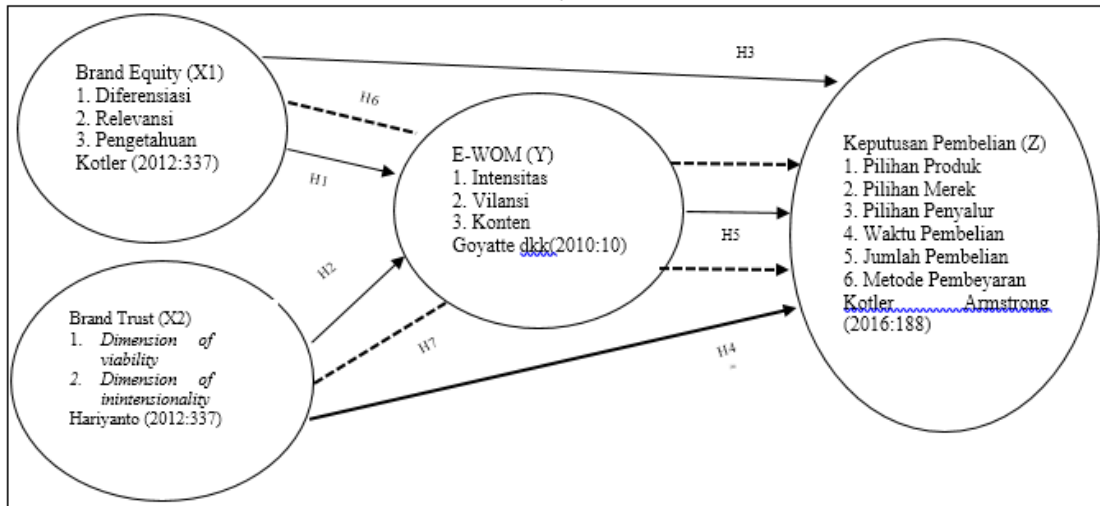 Brand Equity (X1)
1. Diferensiasi
2. Relevansi
3. Pengetahuan
Kotler (2012:337)
H3
H6
H1
E-WOM (Y)
1. Intensitas
2. Vilansi
3. Konten
Goyatte dkk(2010:10)
H5
Keputusan Pembelian (Z)
1. Pilihan Produk
2. Pilihan Merek
3. Pilihan Penyalur
4. Waktu Pembelian
5. Jumlah Pembelian
6. Metode Pembeyaran
Kotler Armstrong
(2016:188)
H2
Brand Trust (X2)
1. Dimension of
viability
2. Dimension of
inintensionality
Hariyanto (2012:337)
H7
H4